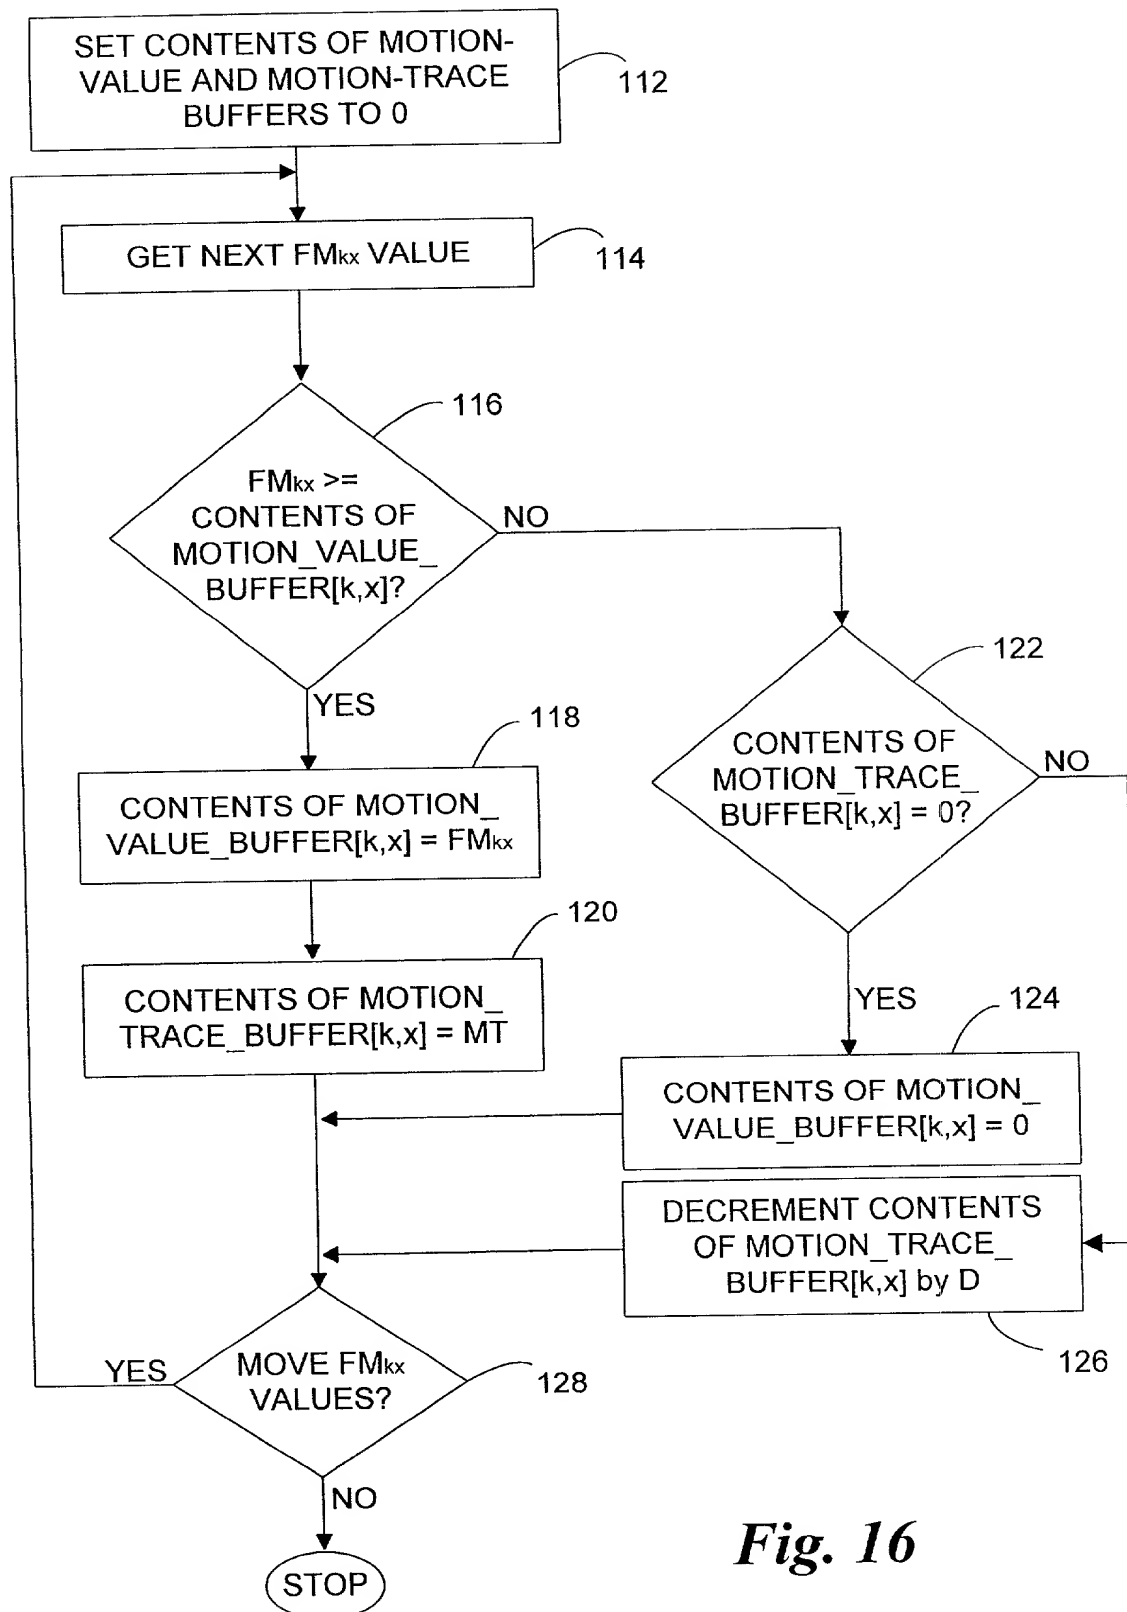 SET CONTENTS OF MOTION-
VALUE AND MOTION-TRACE
BUFFERS TO 0
112
GET NEXT FMkx VALUE
114
116
FMkx >=
CONTENTS OF
MOTION_VALUE_
BUFFER[k,x]?
NO
YES
122
CONTENTS OF
MOTION_TRACE_
BUFFER[k,x] = 0?
NO
YES
118
CONTENTS OF MOTION_
VALUE_BUFFER[k,x] = FMkx
120
CONTENTS OF MOTION_
TRACE_BUFFER[k,x] = MT
124
CONTENTS OF MOTION_
VALUE_BUFFER[k,x] = 0
DECREMENT CONTENTS
OF MOTION_TRACE_
BUFFER[k,x] by D
126
YES
MOVE FMkx
VALUES?
128
NO
STOP
Fig. 16